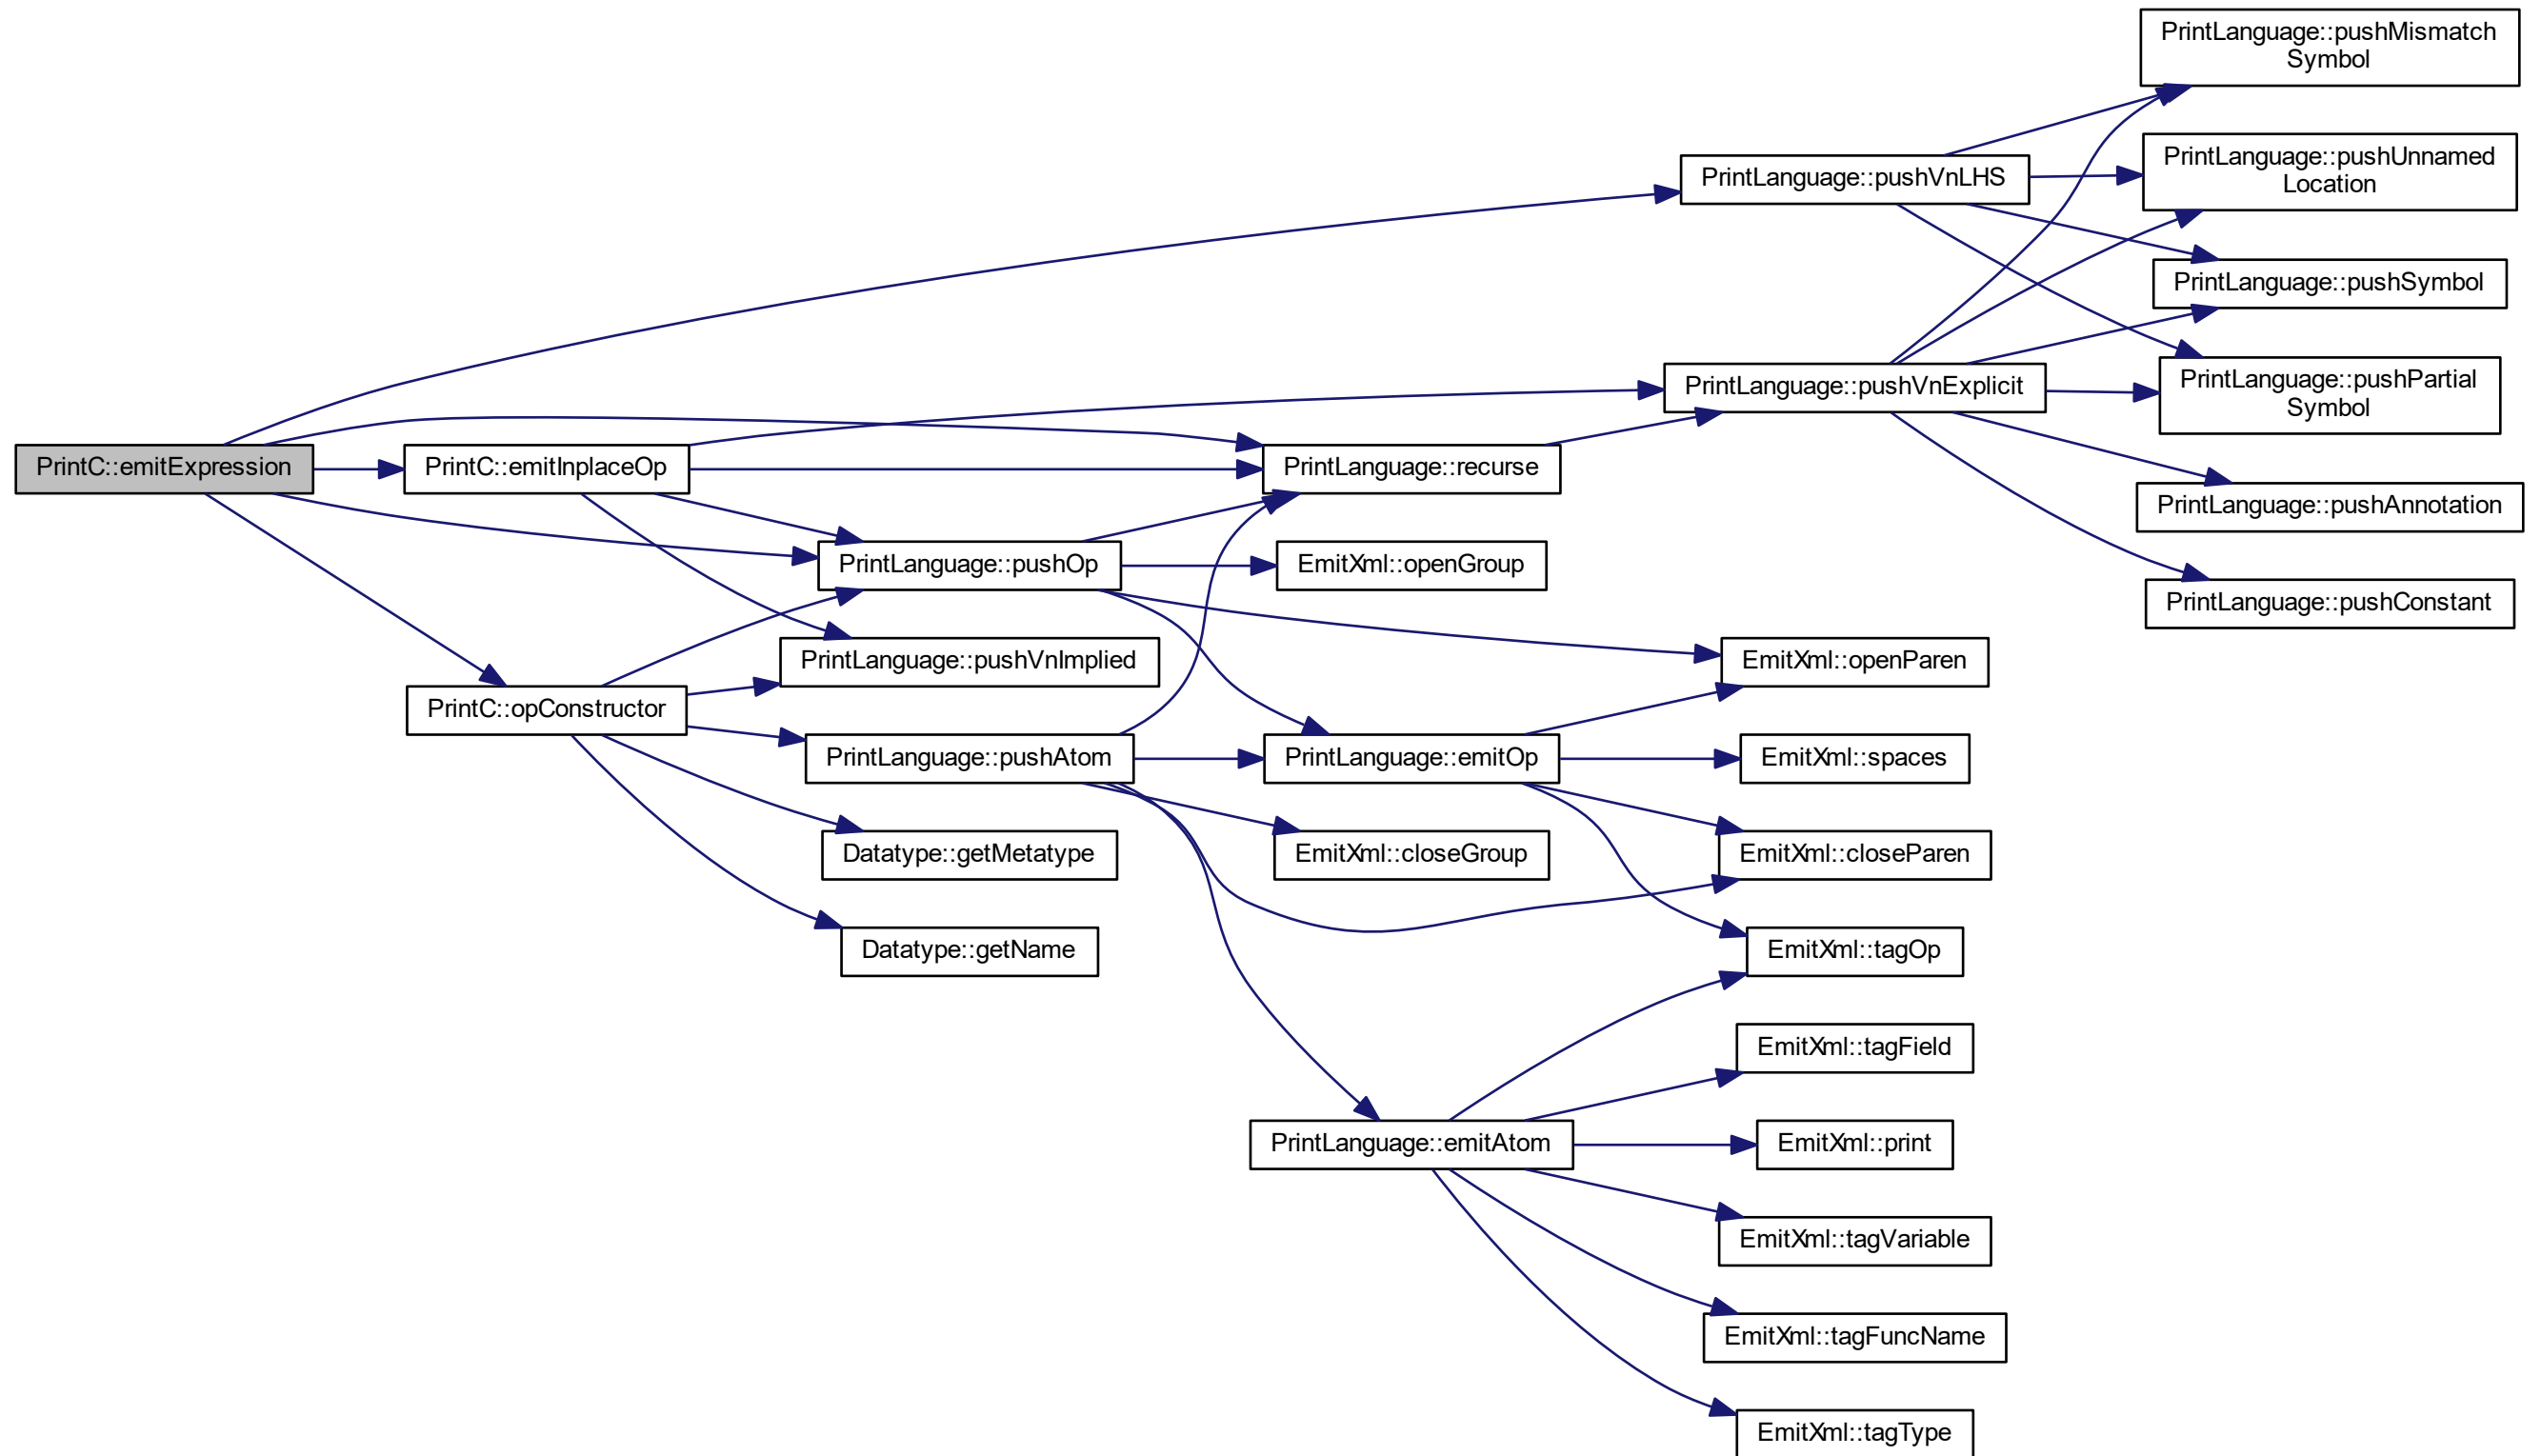 PrintLanguage::pushMismatch
Symbol
PrintLanguage::pushUnnamed
Location
PrintLanguage::pushVnLHS
PrintLanguage::pushSymbol
PrintLanguage::pushVnExplicit
PrintLanguage::pushPartial
Symbol
PrintC::emitExpression
PrintC::emitInplaceOp
PrintLanguage::recurse
PrintLanguage::pushAnnotation
PrintLanguage::pushOp
EmitXml::openGroup
PrintLanguage::pushConstant
PrintLanguage::pushVnImplied
EmitXml::openParen
PrintC::opConstructor
PrintLanguage::pushAtom
PrintLanguage::emitOp
EmitXml::spaces
Datatype::getMetatype
EmitXml::closeGroup
EmitXml::closeParen
Datatype::getName
EmitXml::tagOp
EmitXml::tagField
PrintLanguage::emitAtom
EmitXml::print
EmitXml::tagVariable
EmitXml::tagFuncName
EmitXml::tagType